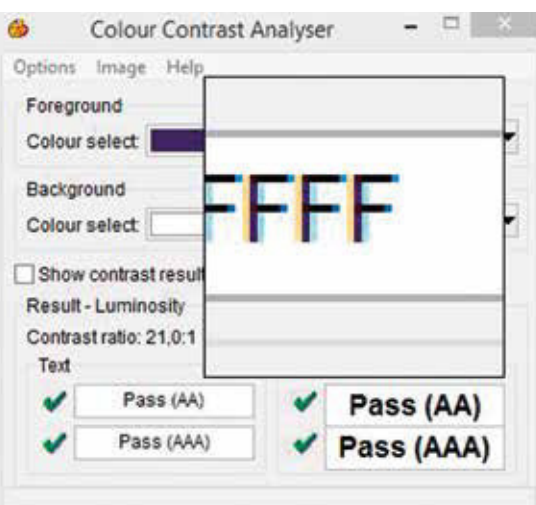 Colour Contrast Analyser
Options Image Help
Foreground
Colour select:
Background
Colour select:
FFFF
Show contrast result
Result - Luminosity
Contrast ratio: 21,0:1
Text
Pass (AA)
Pass (AAA)
Pass (AA)
Pass (AAA)